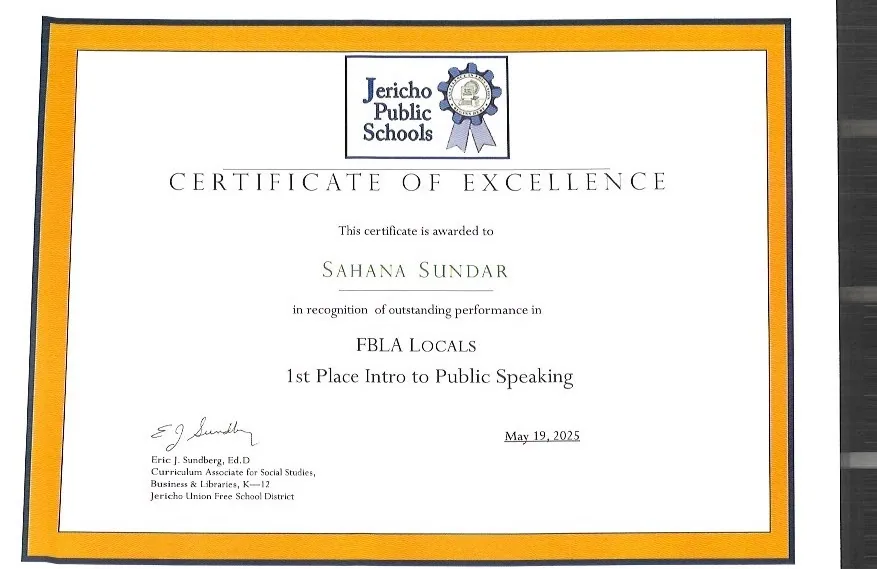 Jericho
Public
Schools
CERTIFICATE OF EXCELLENCE
This certificate is awarded to
SAHANA SUNDAR
in recognition of outstanding performance in
FBLA LOCALS
1st Place Intro to Public Speaking
E J Sundberg
May 19, 2025
Eric J. Sundberg, Ed.D
Curriculum Associate for Social Studies,
Business & Libraries, K—12
Jericho Union Free School District